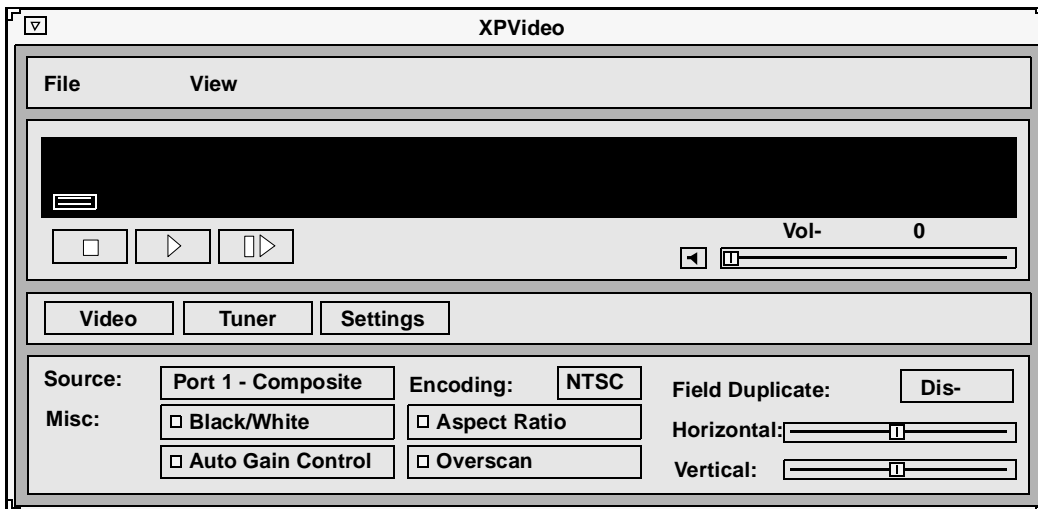 XPVideo
File View
Vol- 0
Video Tuner Settings
Source: Port 1 - Composite Encoding: NTSC Field Duplicate: Dis-
Misc: Black/White Aspect Ratio Horizontal:
Auto Gain Control Overscan Vertical: